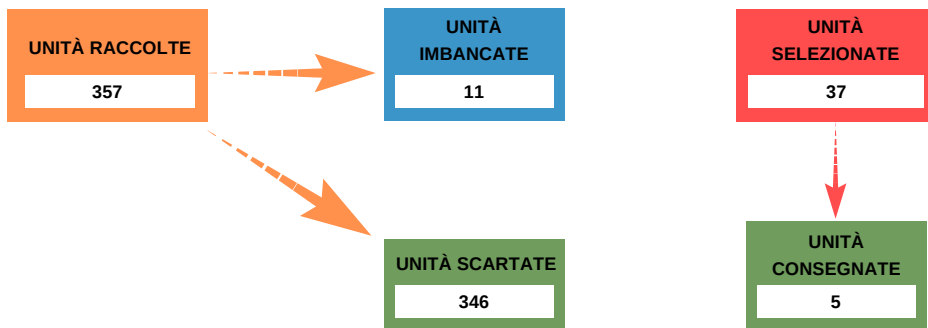 UNITÀ RACCOLTE
357
UNITÀ
IMBANCATE
11
UNITÀ SCARTATE
346
UNITÀ
SELEZIONATE
37
UNITÀ
CONSEGNATE
5